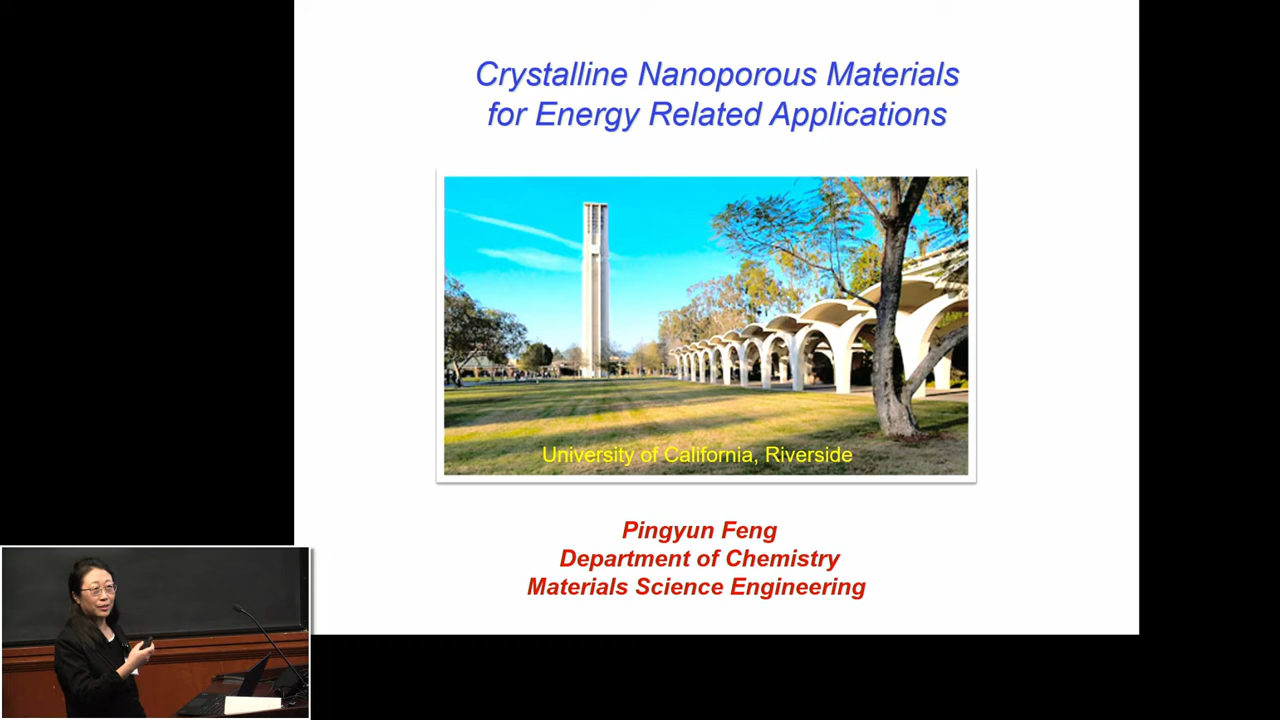 Crystalline Nanoporous Materials
for Energy Related Applications
University of California, Riverside
Pingyun Feng
Department of Chemistry
Materials Science Engineering